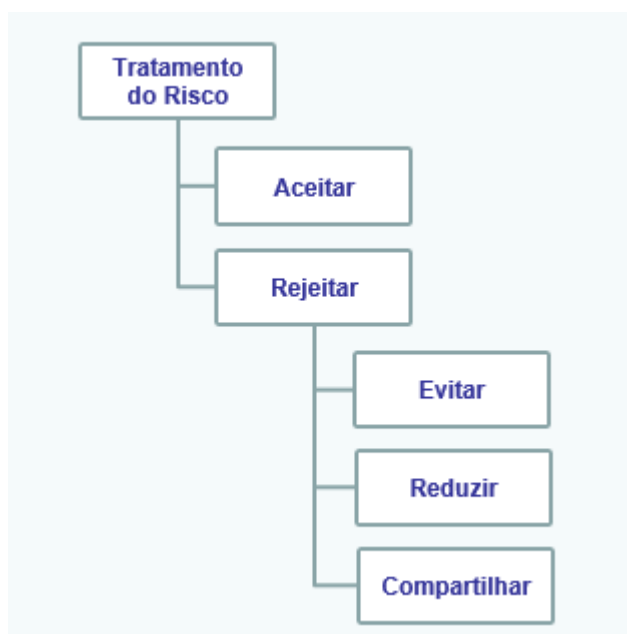 Tratamento
do Risco
Aceitar
Rejeitar
Evitar
Reduzir
Compartilhar